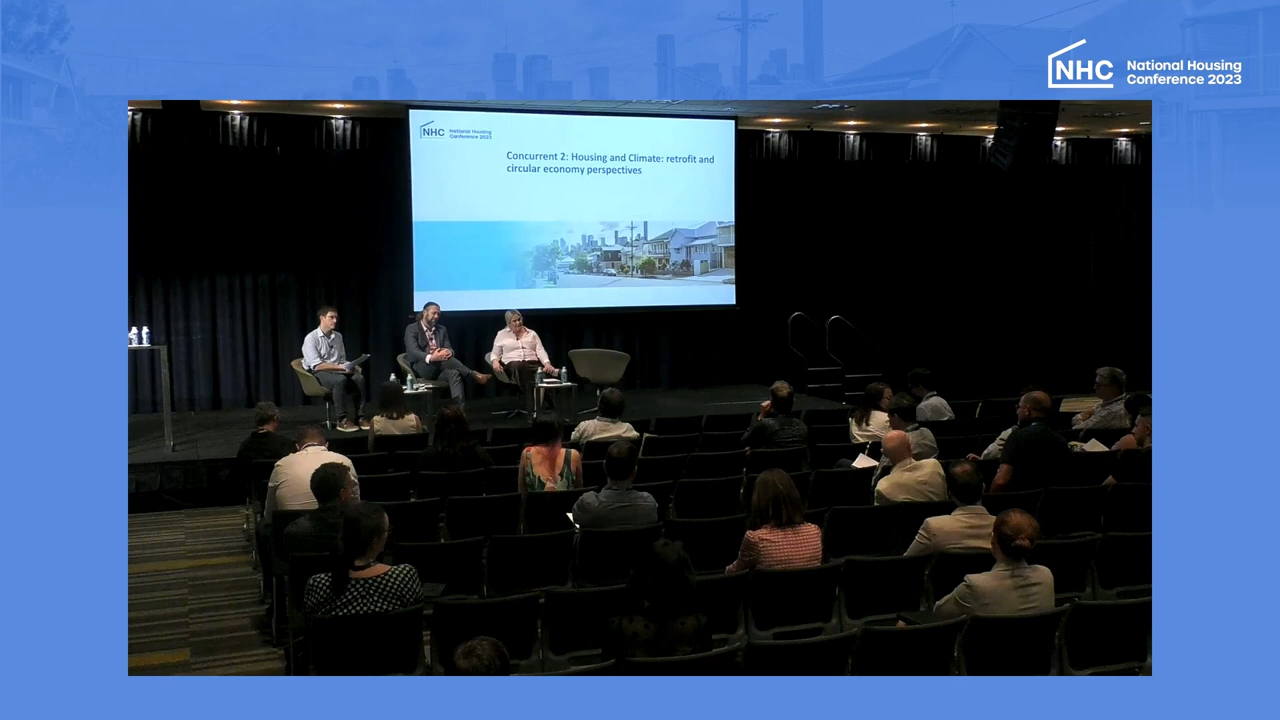 NHC
National Housing
Conference 2023
NHC
National Housing
Conference 2023
Concurrent 2: Housing and Climate: retrofit and
circular economy perspectives